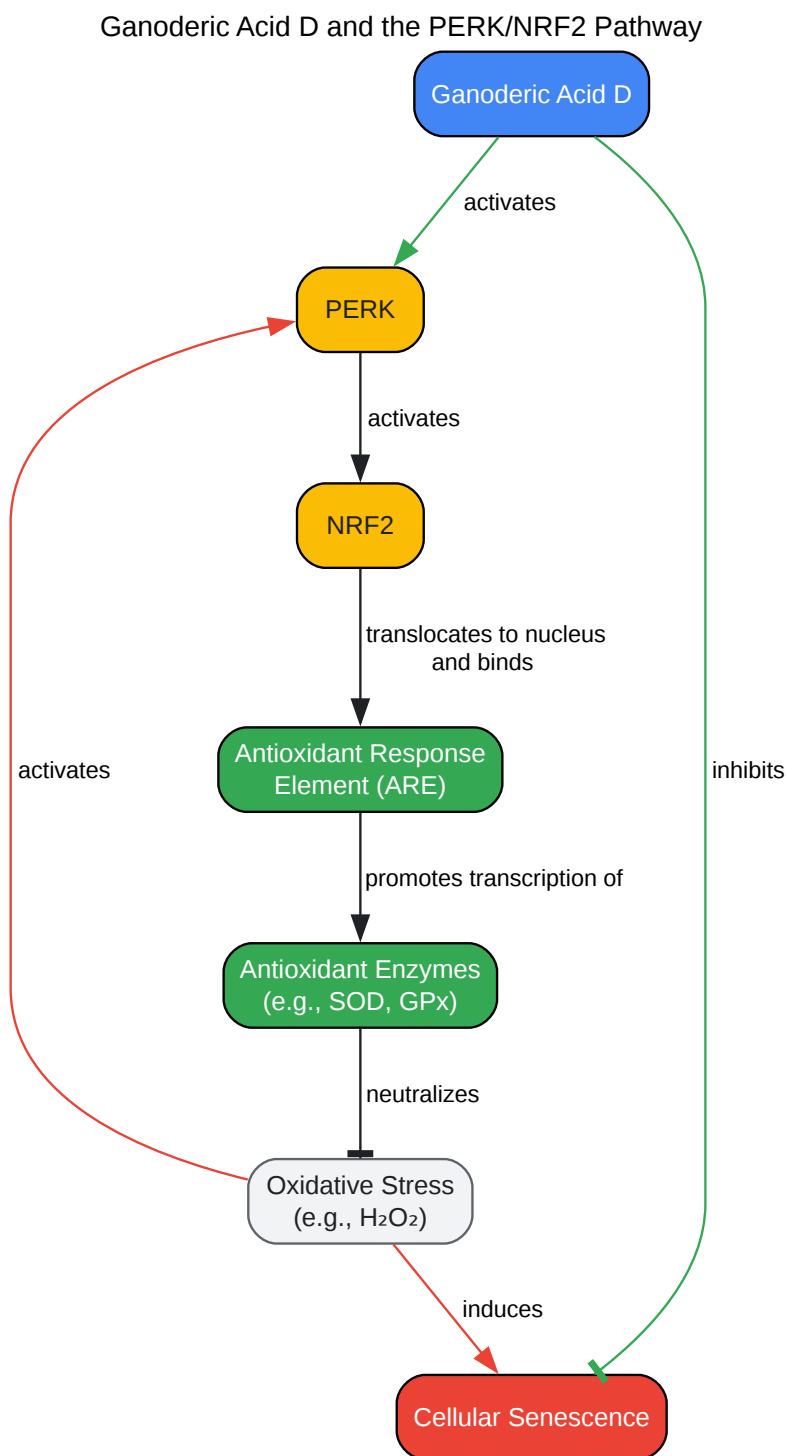 Ganoderic Acid D and the PERK/NRF2 Pathway
Ganoderic Acid D
activates
PERK
activates
NRF2
translocates to nucleus
and binds
Antioxidant Response
Element (ARE)
activates
inhibits
promotes transcription of
Antioxidant Enzymes
(e.g., SOD, GPx)
neutralizes
Oxidative Stress
(e.g., H₂O₂)
induces
Cellular Senescence